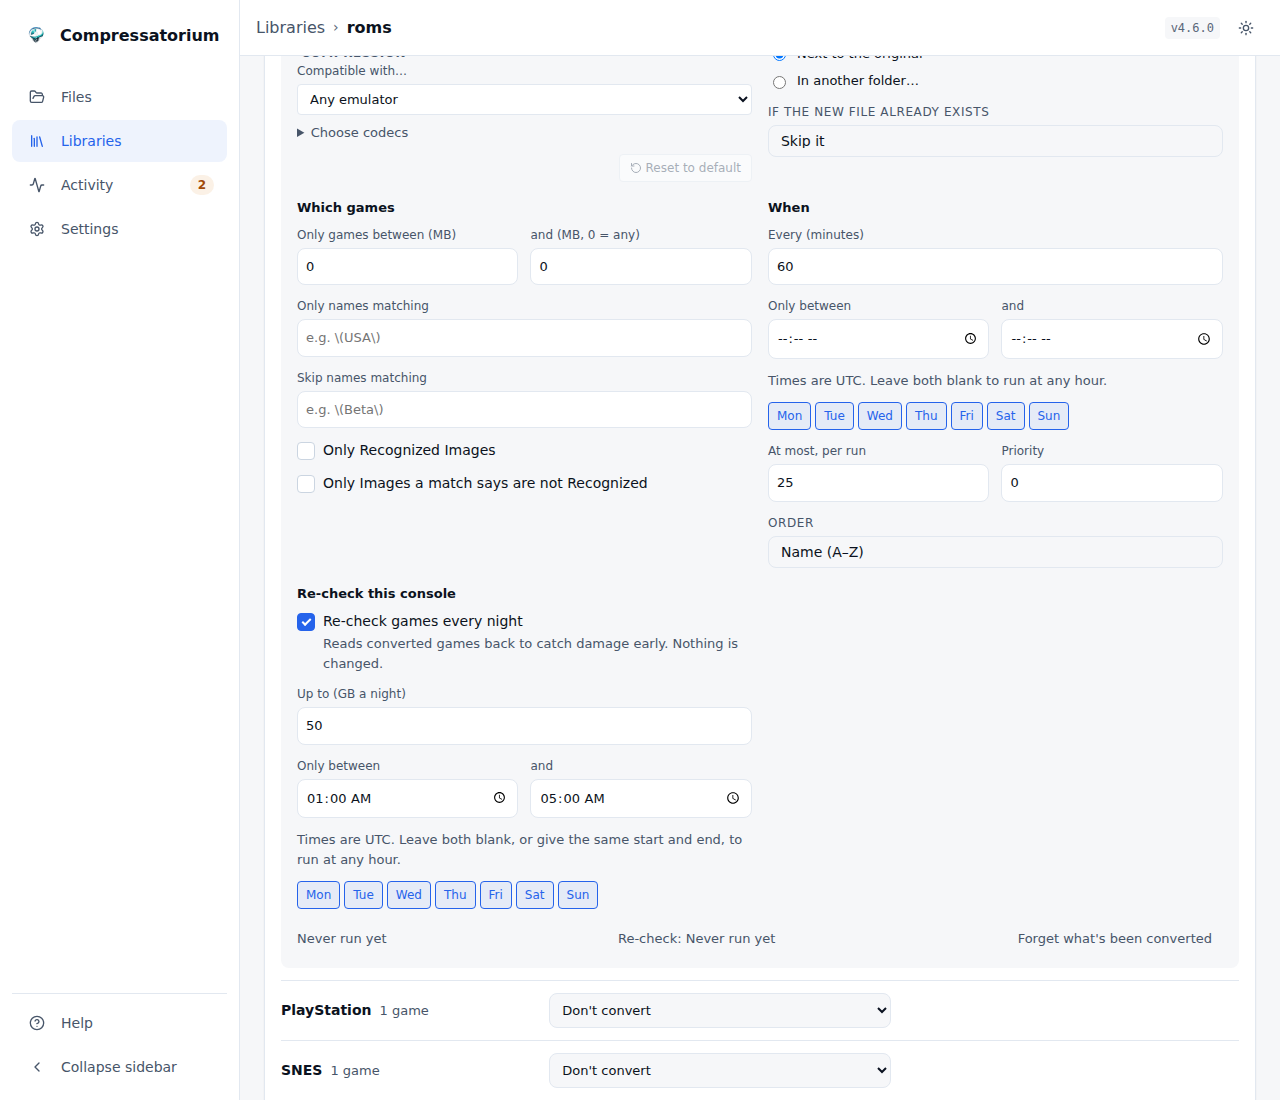 Compressatorium
Libraries › roms
v4.6.0
Files
Libraries
Activity 2
Settings
Help
Collapse sidebar
Compatible with…
Any emulator
Choose codecs
Reset to default
Next to the original
In another folder…
IF THE NEW FILE ALREADY EXISTS
Skip it
Which games
Only games between (MB) and (MB, 0 = any)
0 0
Only names matching
e.g. \(USA\)
Skip names matching
e.g. \(Beta\)
Only Recognized Images
Only Images a match says are not Recognized
When
Every (minutes)
60
Only between and
--:-- -- --:-- --
Times are UTC. Leave both blank to run at any hour.
Mon Tue Wed Thu Fri Sat Sun
At most, per run Priority
25 0
ORDER
Name (A–Z)
Re-check this console
Re-check games every night
Reads converted games back to catch damage early. Nothing is
changed.
Up to (GB a night)
50
Only between and
01:00 AM 05:00 AM
Times are UTC. Leave both blank, or give the same start and end, to
run at any hour.
Mon Tue Wed Thu Fri Sat Sun
Never run yet Re-check: Never run yet Forget what's been converted
PlayStation 1 game Don't convert
SNES 1 game Don't convert